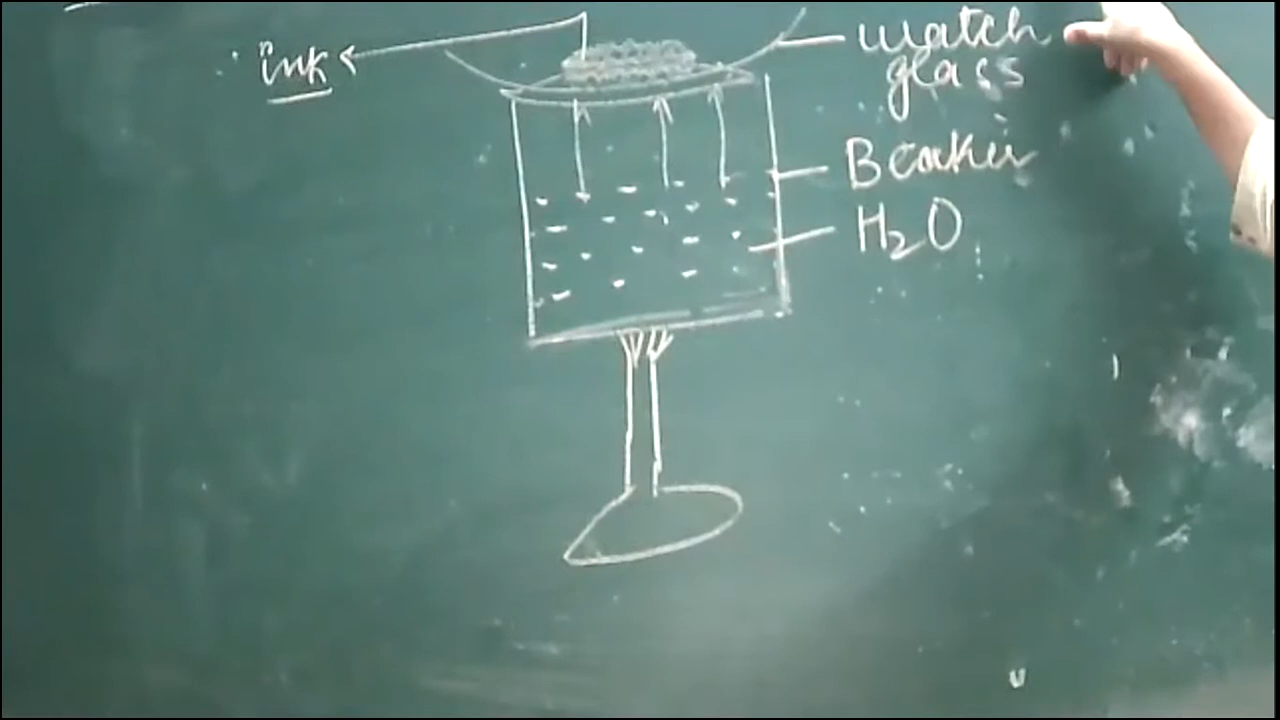 ink
watch
glass
Beaker
H₂O